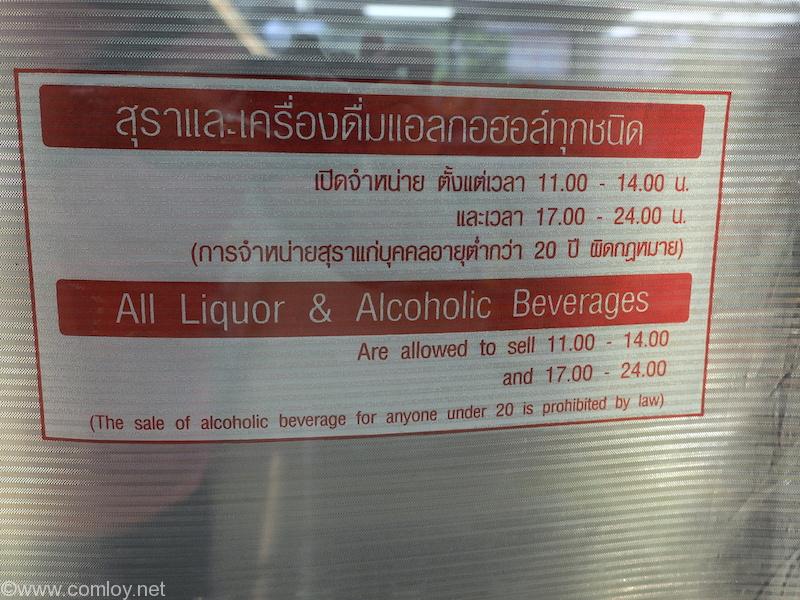 สุราและเครื่องดื่มแอลกอฮอล์ทุกชนิด
เปิดจำหน่าย ตั้งแต่เวลา 11.00 - 14.00 น.
และเวลา 17.00 - 24.00 น.
(การจำหน่ายสุราแก่บุคคลอายุต่ำกว่า 20 ปี ผิดกฎหมาย)
All Liquor & Alcoholic Beverages
Are allowed to sell 11.00 - 14.00
and 17.00 - 24.00
(The sale of alcoholic beverage for anyone under 20 is prohibited by law)
©www.comloy.net